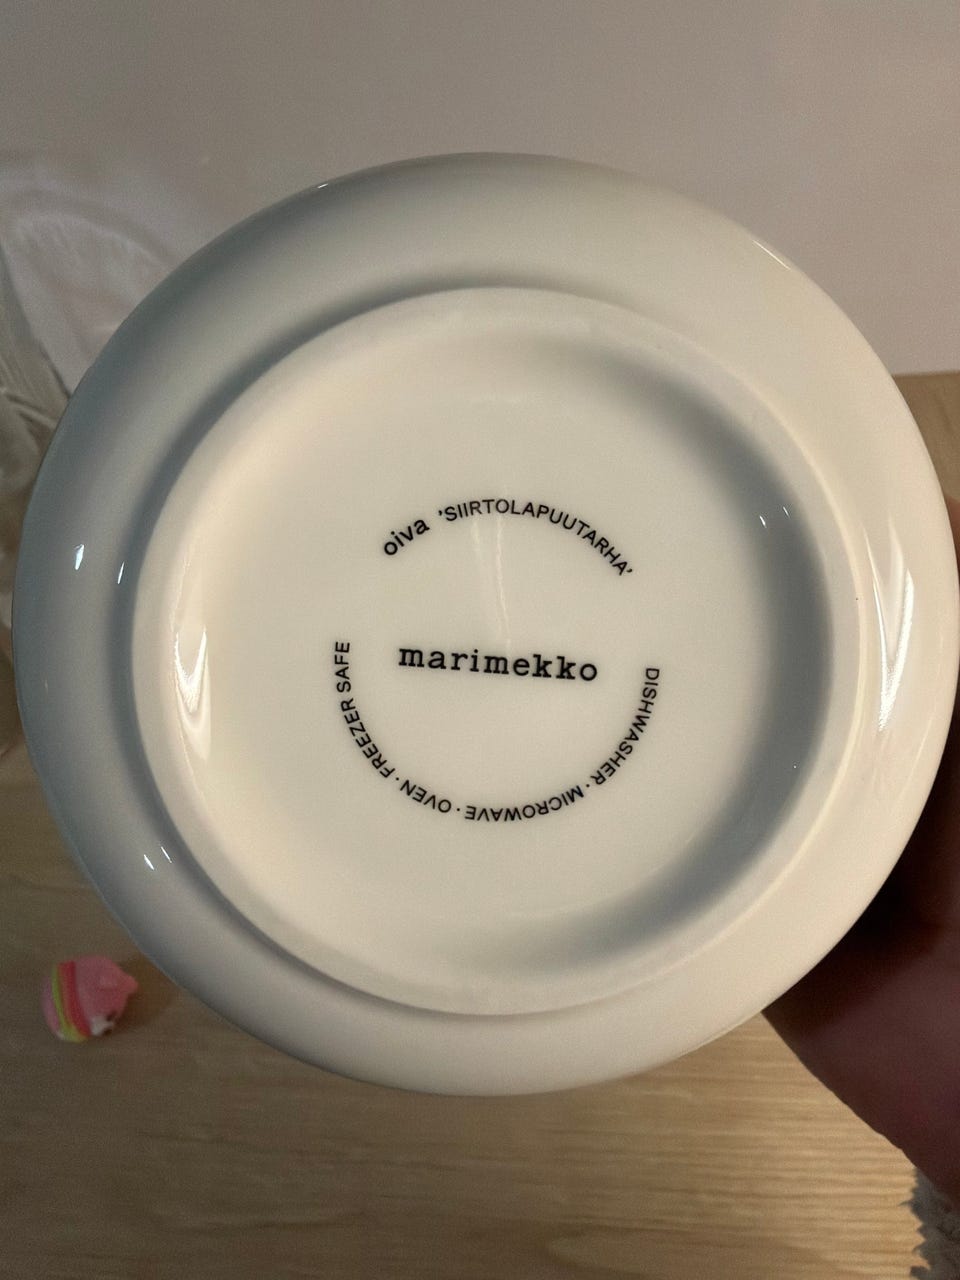 oiva 'SIIRTOLAPUUTARHA'
marimekko
DISHWASHER · MICROWAVE · OVEN · FREEZER SAFE